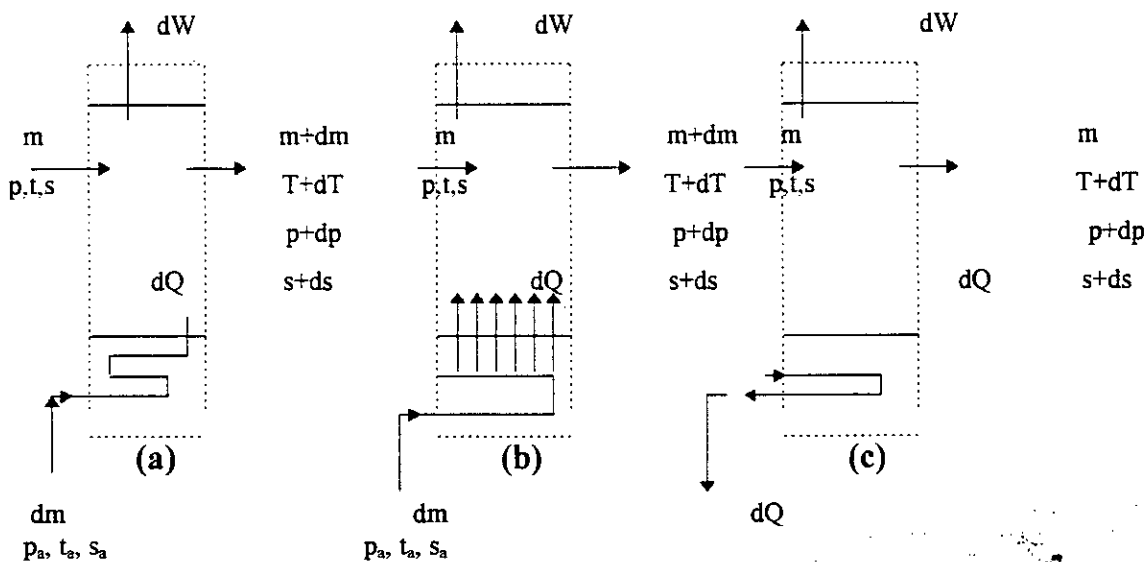 dW
m
p,t,s
m+dm
T+dT
p+dp
s+ds
dQ
(a)
dm
pₐ, tₐ, sₐ
dW
m
p,t,s
m+dm
T+dT
p+dp
s+ds
dQ
(b)
dm
pₐ, tₐ, sₐ
dW
m
p,t,s
m
T+dT
p+dp
s+ds
dQ
(c)
dQ